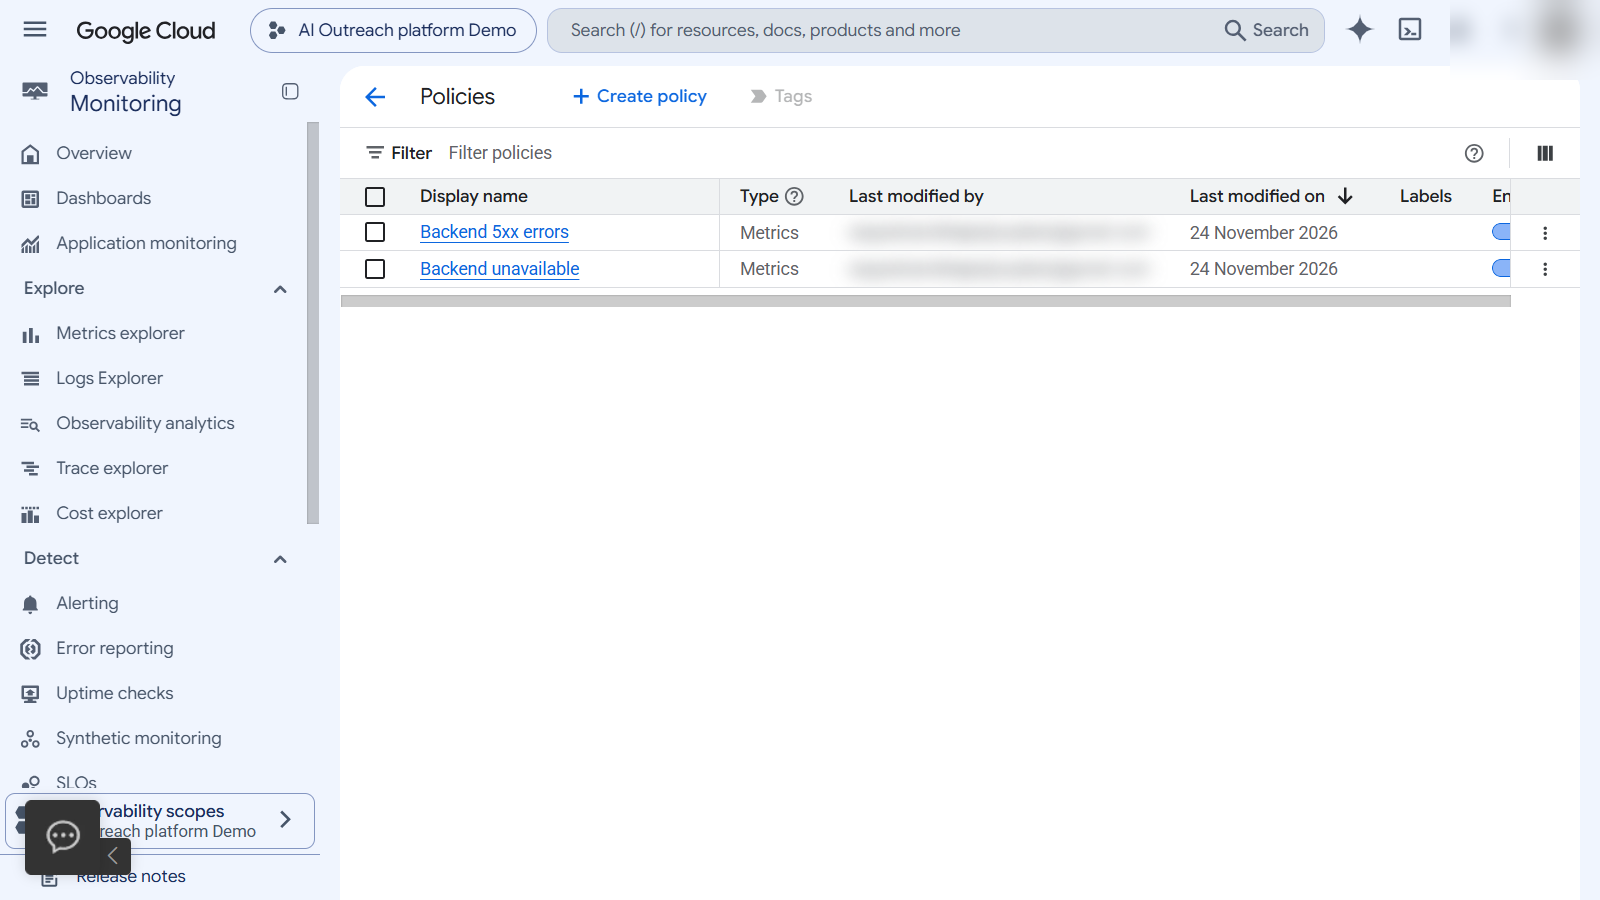 Google Cloud
AI Outreach platform Demo
Search (/) for resources, docs, products and more
Search
Observability
Monitoring
Overview
Dashboards
Application monitoring
Explore
Metrics explorer
Logs Explorer
Observability analytics
Trace explorer
Cost explorer
Detect
Alerting
Error reporting
Uptime checks
Synthetic monitoring
SLOs
rvability scopes
reach platform Demo
Release notes
Policies
Create policy
Tags
Filter
Filter policies
Display name
Type
Last modified by
Last modified on
Labels
En
Backend 5xx errors
Metrics
24 November 2026
Backend unavailable
Metrics
24 November 2026